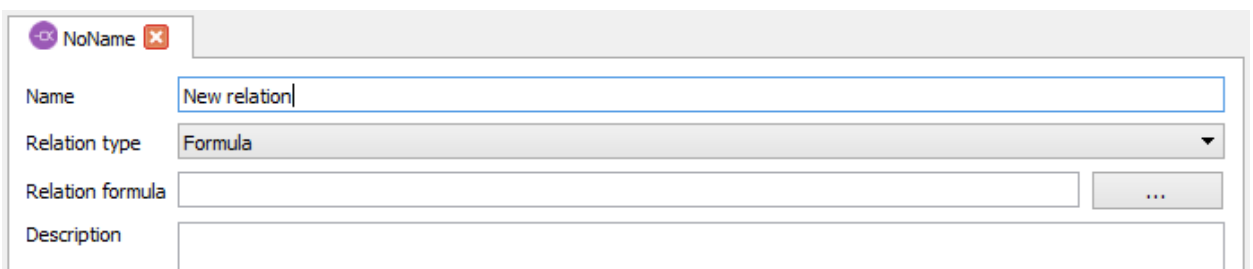 NoName
Name New relation
Relation type Formula
Relation formula ...
Description